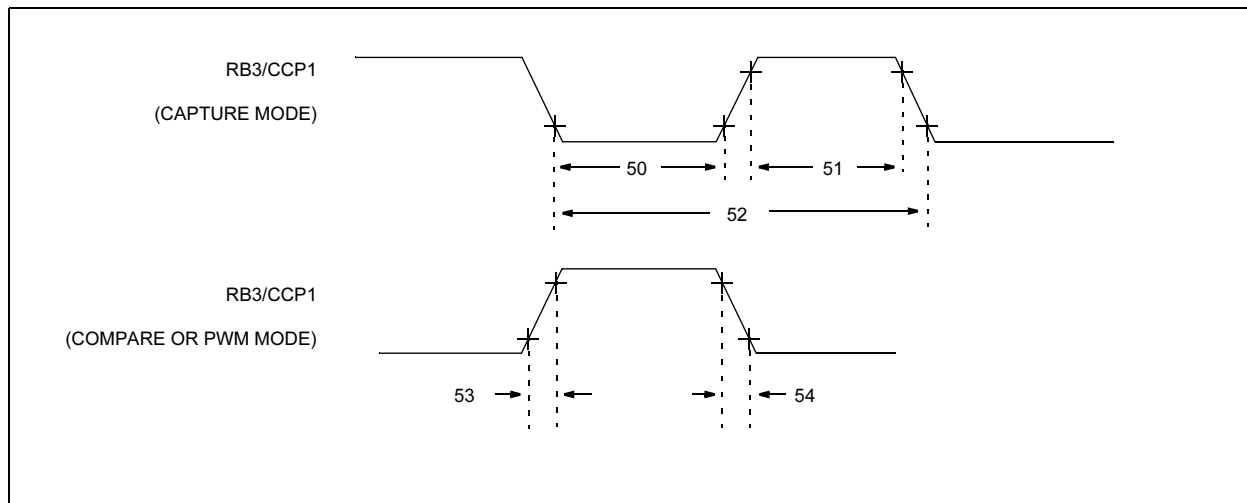 RB3/CCP1
(CAPTURE MODE)
50
51
52
RB3/CCP1
(COMPARE OR PWM MODE)
53
54